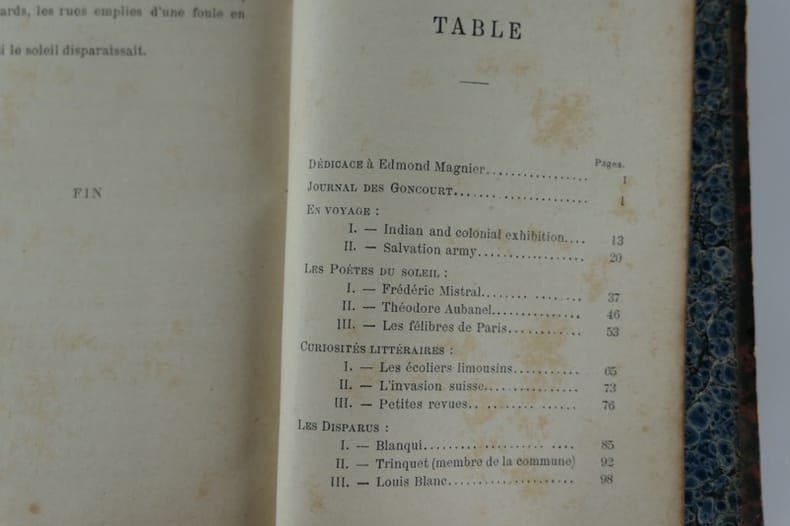 ards, les rues emplies d'une foule en
i le soleil disparaissait.
FIN
TABLE
Pages.
DÉDICACE à Edmond Magnier................ I
JOURNAL DES GONCOURT...................... 1
EN VOYAGE :
I. — Indian and colonial exhibition.... 13
II. — Salvation army.................. 20
LES POÈTES DU SOLEIL :
I. — Frédéric Mistral................ 37
II. — Théodore Aubanel............... 46
III. — Les félibres de Paris............ 53
CURIOSITÉS LITTÉRAIRES :
I. — Les écoliers limousins........... 65
II. — L'invasion suisse................ 73
III. — Petites revues.................. 76
LES DISPARUS :
I. — Blanqui......................... 85
II. — Trinquet (membre de la commune) 92
III. — Louis Blanc..................... 98